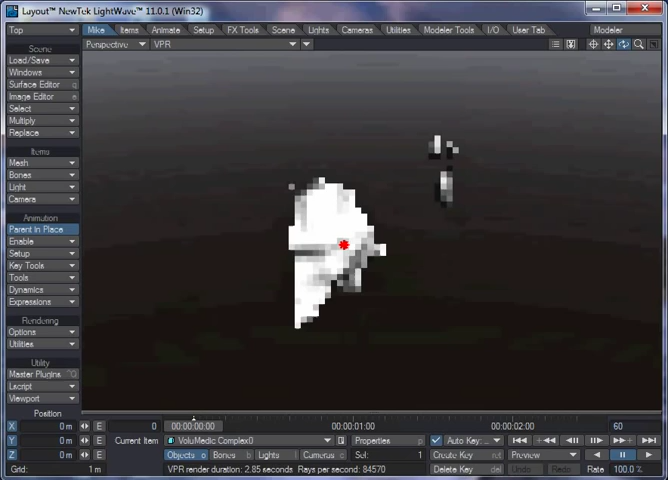 Layout™ NewTek LightWave™ 11.0.1 (Win32)
Top Mike Items Animate Setup FX Tools Scene Lights Cameras Utilities Modeler Tools I/O User Tab Modeler
Perspective VPR
Scene
Load/Save
Windows
Surface Editor
Image Editor
Select
Multiply
Replace
Items
Mesh
Bones
Light
Camera
Animation
Parent In Place
Enable
Setup
Key Tools
Tools
Dynamics
Expressions
Rendering
Options
Utilities
Utility
Master Plugins
Lscript
Viewport
Position
X 0 m E 0 00:00:00:00 00:00:01:00 00:00:02:00 60
Y 0 m E Current Item VoluMedic Complex0 Properties p Auto Key: ...
Z 0 m E Objects o Bones b Lights l Cameras c Sel: 1 Create Key ret Preview
Grid: 1 m VPR render duration: 2.85 seconds Rays per second: 84570 Delete Key del Undo Redo Rate 100.0 %